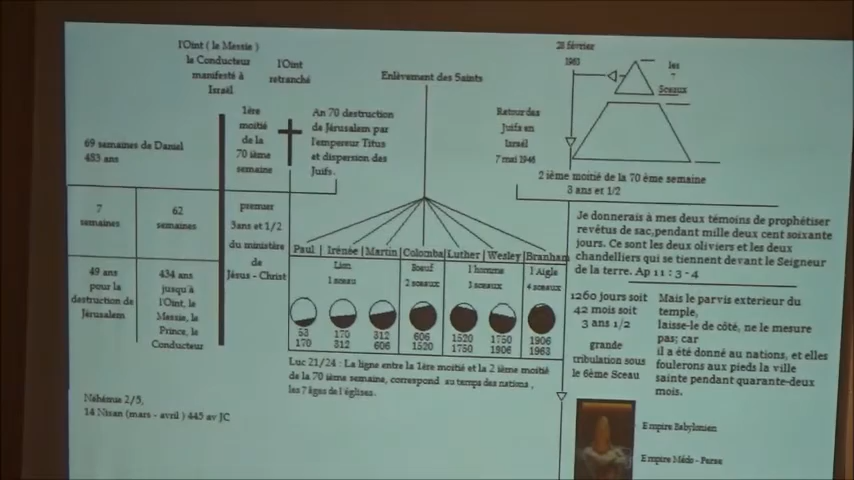 l'Oint ( le Messie )
le Conducteur
manifesté à
Israël
l'Oint
retranché
Enlèvement des Saints
28 février
1963
les
7
Sceaux
69 semaines de Daniel
483 ans
1ère
moitié
de la
70 ième
semaine
An 70 destruction
de Jérusalem par
l'empereur Titus
et dispersion des
Juifs.
Retour des
Juifs en
Israël
7 mai 1946
2 ième moitié de la 70 ème semaine
3 ans et 1/2
7
semaines
62
semaines
premier
3ans et 1/2
du ministère
de
Jésus - Christ
49 ans
pour la
destruction de
Jérusalem
434 ans
jusqu'à
l'Oint, le
Messie, le
Prince, le
Conducteur
Paul | Irénée | Martin | Colomba | Luther | Wesley | Branham
Lion
1 sceau
Boeuf
2 sceaux
l'homme
3 sceaux
l'Aigle
4 sceaux
53 170 312 606 1520 1750 1906
170 312 606 1520 1750 1906 1963
Je donnerais à mes deux témoins de prophétiser
revêtus de sac,pendant mille deux cent soixante
jours. Ce sont les deux oliviers et les deux
chandelliers qui se tiennent devant le Seigneur
de la terre. Ap 11 : 3 - 4
1260 jours soit
42 mois soit
3 ans 1/2
grande
tribulation sous
le 6ème Sceau
Mais le parvis exterieur du
temple,
laisse-le de côté, ne le mesure
pas; car
il a été donné au nations, et elles
foulerons aux pieds la ville
sainte pendant quarante-deux
mois.
Luc 21/24 : La ligne entre la 1ère moitié et la 2 ième moitié
de la 70 ième semaine, correspond au temps des nations ,
les 7 âges de l'églises.
Néhémie 2/5,
14 Nisan (mars - avril ) 445 av JC
Empire Babylonien
Empire Médo - Perse